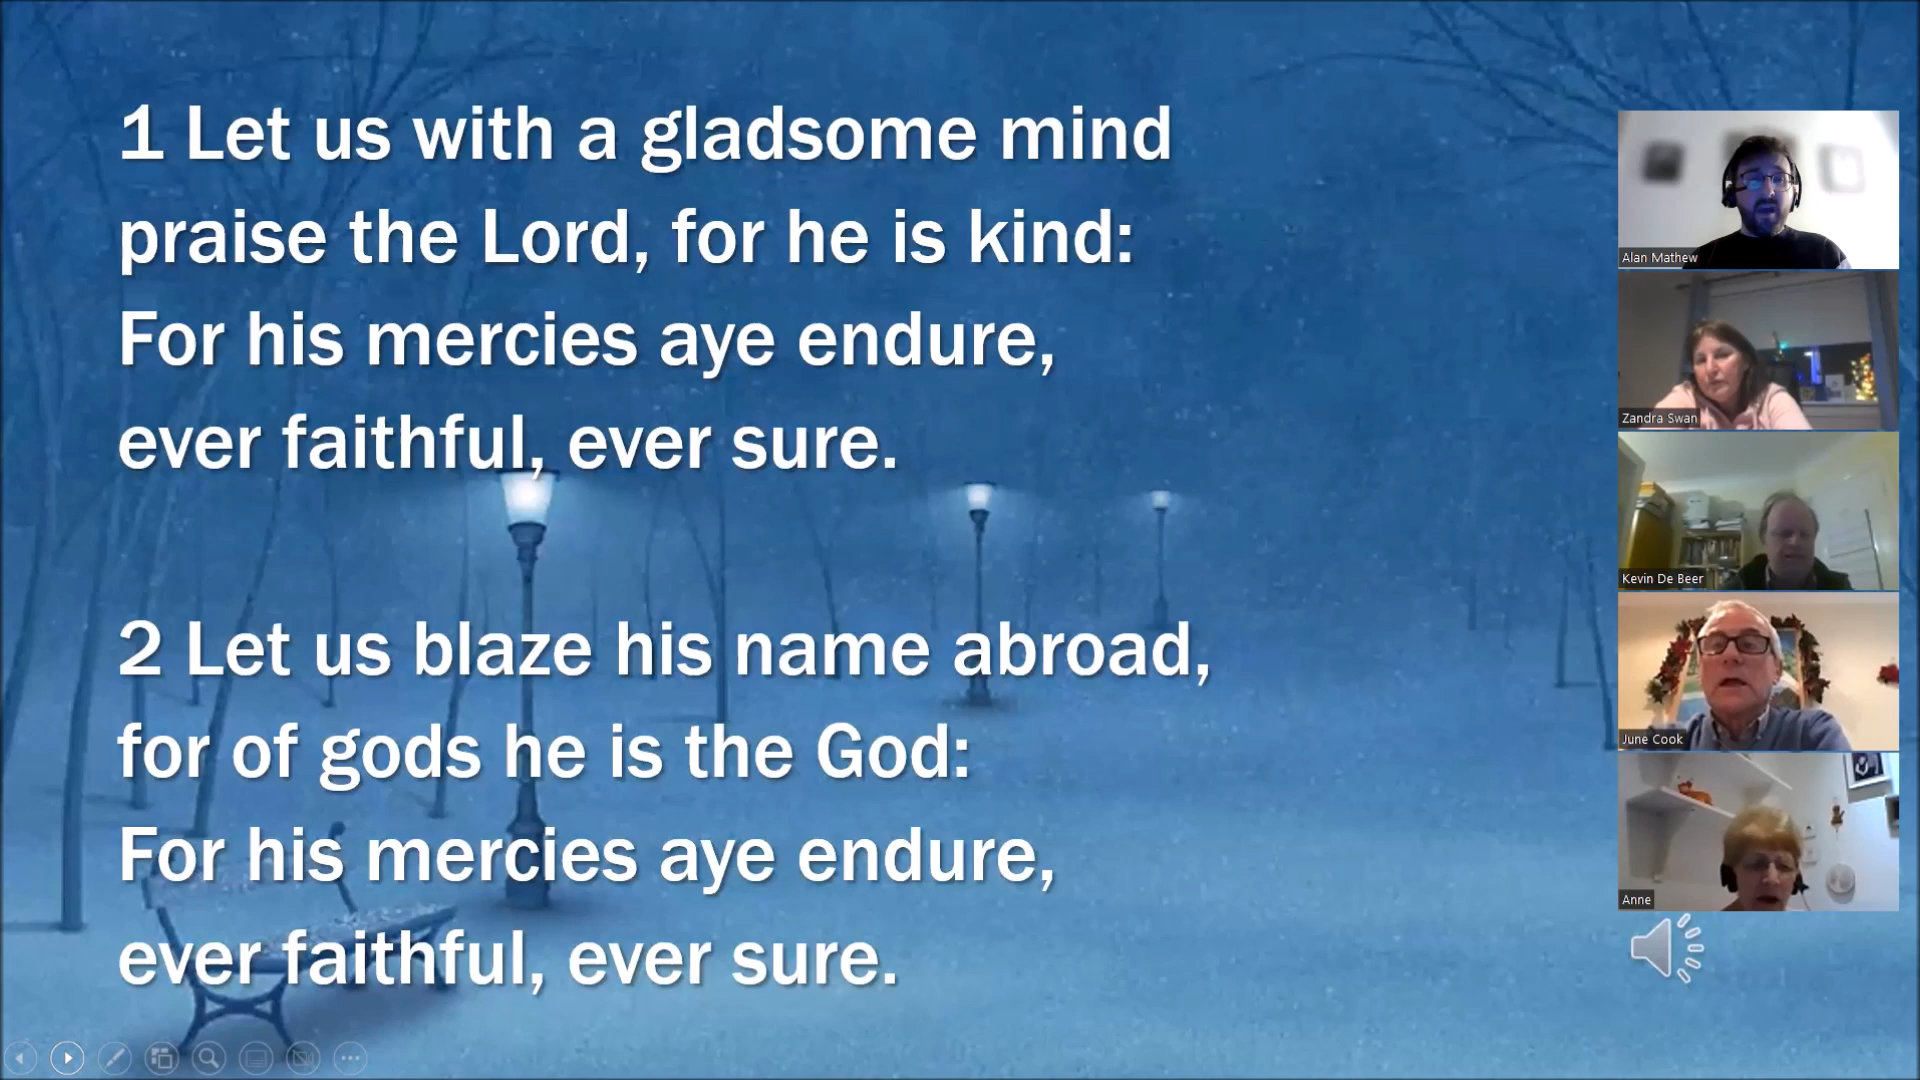 1 Let us with a gladsome mind
praise the Lord, for he is kind:
For his mercies aye endure,
ever faithful, ever sure.
2 Let us blaze his name abroad,
for of gods he is the God:
For his mercies aye endure,
ever faithful, ever sure.
Alan Mathew
Zandra Swan
Kevin De Beer
June Cook
Anne